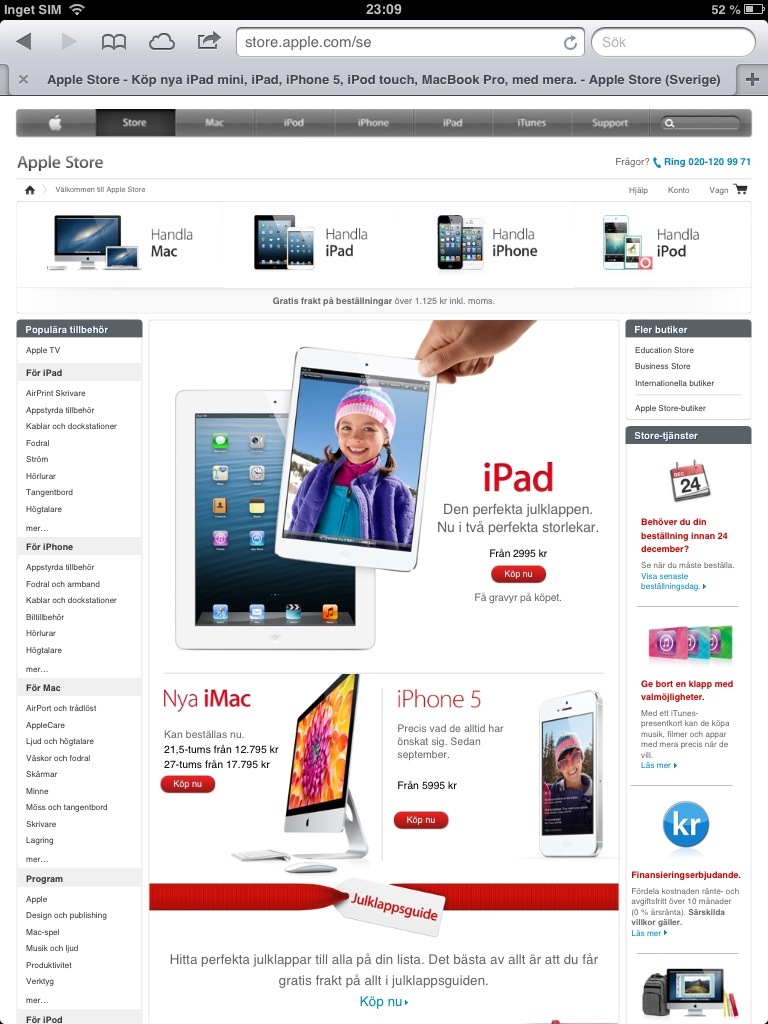 Inget SIM
23:09
52 %
store.apple.com/se
Sök
Apple Store - Köp nya iPad mini, iPad, iPhone 5, iPod touch, MacBook Pro, med mera. - Apple Store (Sverige)
Store
Mac
iPod
iPhone
iPad
iTunes
Support
Apple Store
Frågor? Ring 020-120 99 71
Välkommen till Apple Store
Hjälp
Konto
Vagn
Handla
Mac
Handla
iPad
Handla
iPhone
Handla
iPod
Gratis frakt på beställningar över 1.125 kr inkl. moms.
Populära tillbehör
Apple TV
För iPad
AirPrint Skrivare
Appstyrda tillbehör
Kablar och dockstationer
Fodral
Ström
Hörlurar
Tangentbord
Högtalare
mer...
För iPhone
Appstyrda tillbehör
Fodral och armband
Kablar och dockstationer
Biltillbehör
Hörlurar
Högtalare
mer...
För Mac
AirPort och trådlöst
AppleCare
Ljud och högtalare
Väskor och fodral
Skärmar
Minne
Möss och tangentbord
Skrivare
Lagring
mer...
Program
Apple
Design och publishing
Mac-spel
Musik och ljud
Produktivitet
Verktyg
mer...
För iPod
iPad
Den perfekta julklappen.
Nu i två perfekta storlekar.
Från 2995 kr
Köp nu
Få gravyr på köpet.
Nya iMac
Kan beställas nu.
21,5-tums från 12.795 kr
27-tums från 17.795 kr
Köp nu
iPhone 5
Precis vad de alltid har
önskat sig. Sedan
september.
Från 5995 kr
Köp nu
Julklappsguide
Hitta perfekta julklappar till alla på din lista. Det bästa av allt är att du får
gratis frakt på allt i julklappsguiden.
Köp nu
Fler butiker
Education Store
Business Store
Internationella butiker
Apple Store-butiker
Store-tjänster
DEC
24
Behöver du din
beställning innan 24
december?
Se när du måste beställa.
Visa senaste
beställningsdag.
Ge bort en klapp med
valmöjligheter.
Med ett iTunes-
presentkort kan de köpa
musik, filmer och appar
med mera precis när de
vill.
Läs mer
kr
Finansieringserbjudande.
Fördela kostnaden ränte- och
avgiftsfritt över 10 månader
(0 % årsränta). Särskilda
villkor gäller.
Läs mer